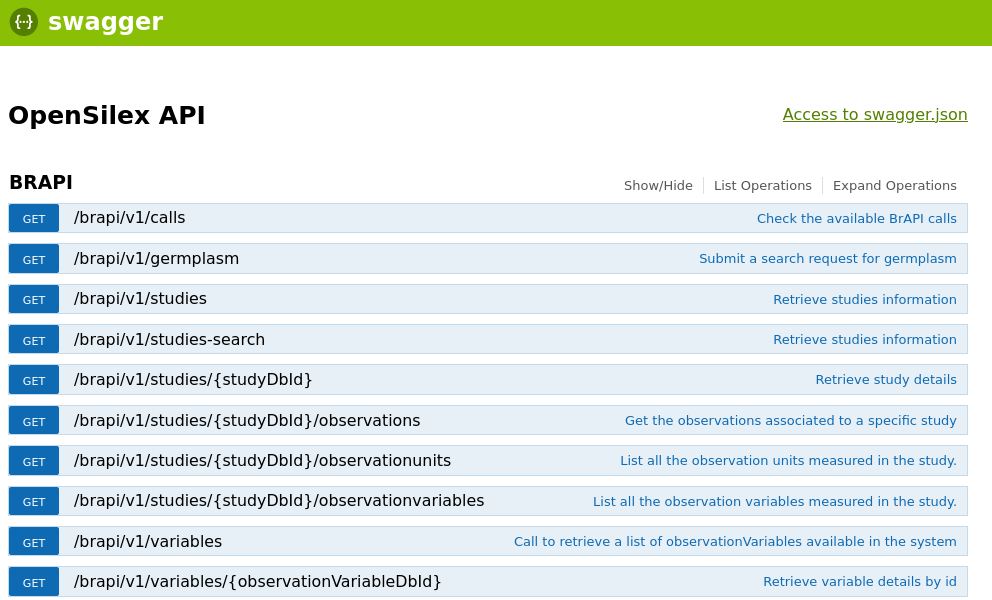 {···} swagger
OpenSilex API Access to swagger.json
BRAPI Show/Hide List Operations Expand Operations
GET /brapi/v1/calls Check the available BrAPI calls
GET /brapi/v1/germplasm Submit a search request for germplasm
GET /brapi/v1/studies Retrieve studies information
GET /brapi/v1/studies-search Retrieve studies information
GET /brapi/v1/studies/{studyDbId} Retrieve study details
GET /brapi/v1/studies/{studyDbId}/observations Get the observations associated to a specific study
GET /brapi/v1/studies/{studyDbId}/observationunits List all the observation units measured in the study.
GET /brapi/v1/studies/{studyDbId}/observationvariables List all the observation variables measured in the study.
GET /brapi/v1/variables Call to retrieve a list of observationVariables available in the system
GET /brapi/v1/variables/{observationVariableDbId} Retrieve variable details by id